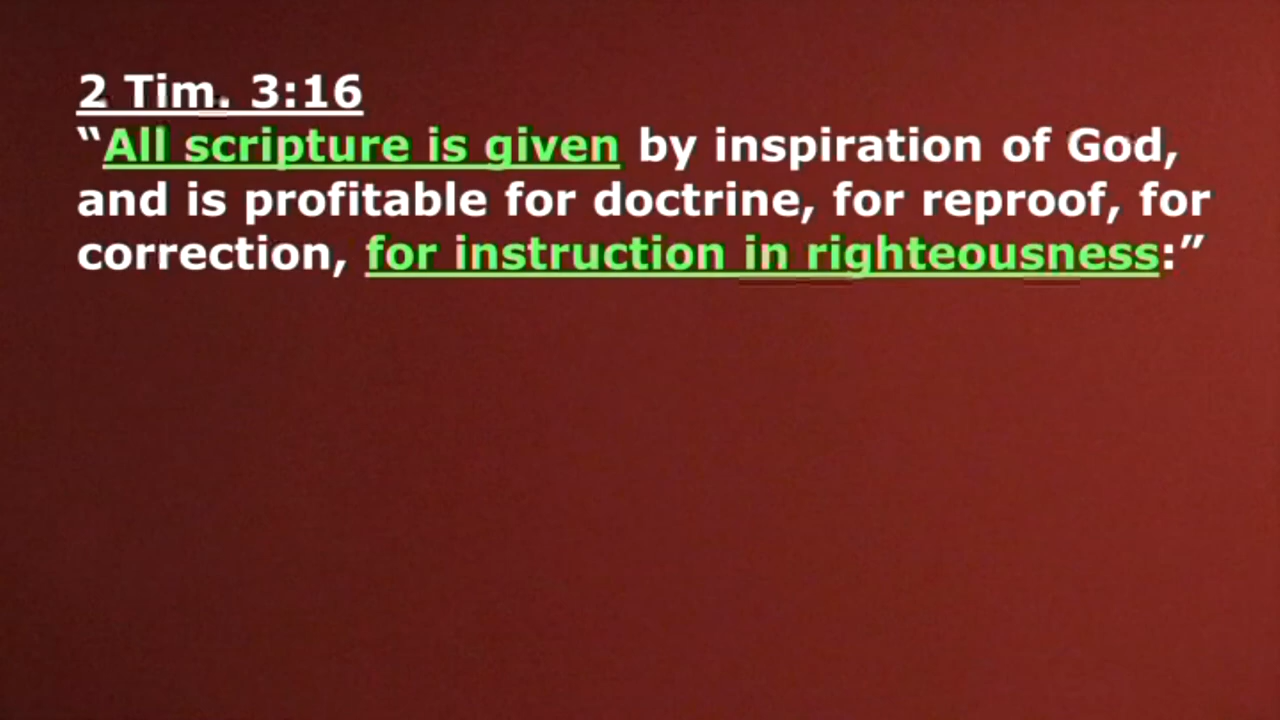 2 Tim. 3:16
“All scripture is given by inspiration of God,
and is profitable for doctrine, for reproof, for
correction, for instruction in righteousness:”